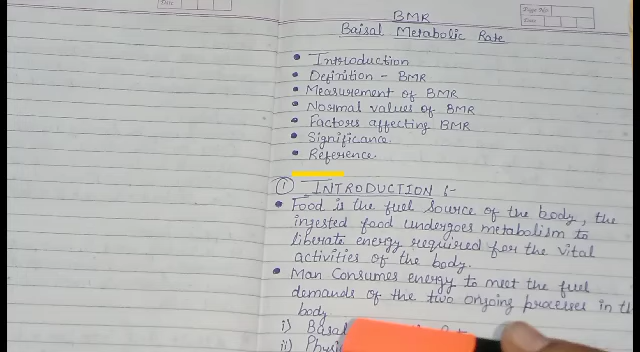 BMR
Baisal Metabolic Rate
• Introduction
• Definition - BMR
• Measurement of BMR
• Normal values of BMR
• Factors affecting BMR
• Significance.
• Reference.
① INTRODUCTION :-
• Food is the fuel source of the body, the
ingested food undergoes metabolism to
liberate energy required for the vital
activities of the body.
• Man Consumes energy to meet the fuel
demands of the two ongoing processes in
body
i) Basal
ii)